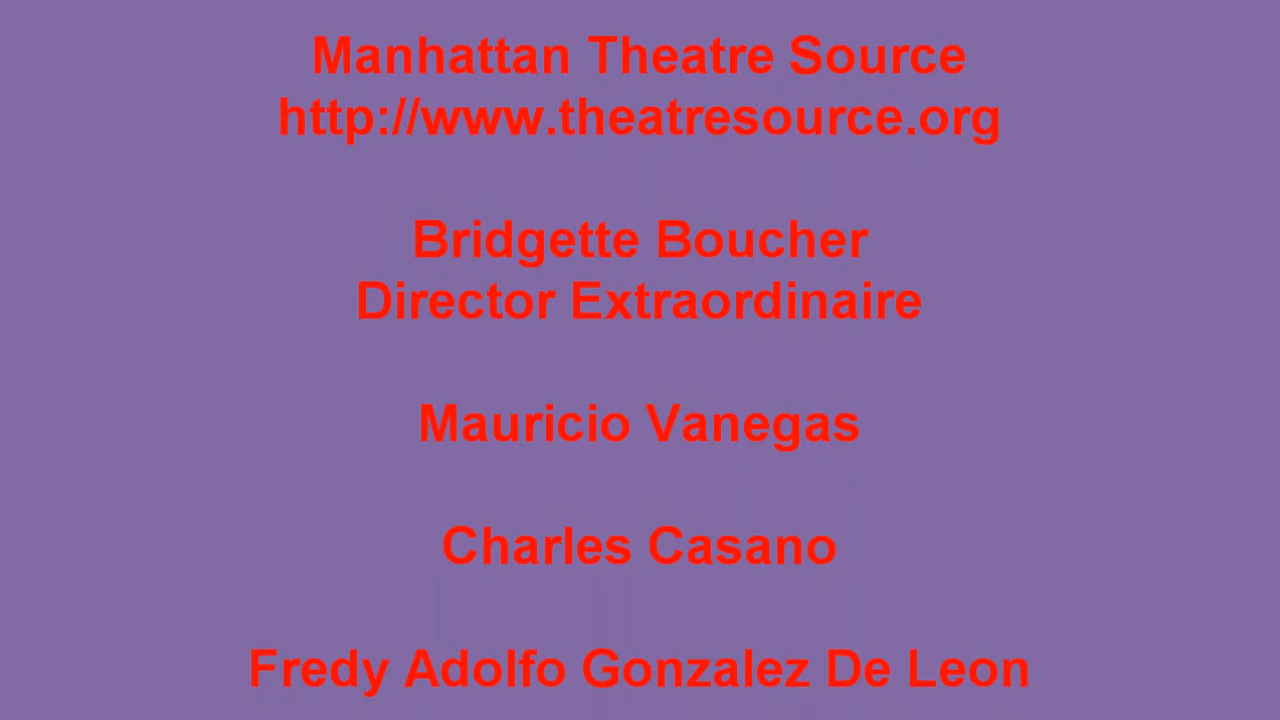 Manhattan Theatre Source
http://www.theatresource.org
Bridgette Boucher
Director Extraordinaire
Mauricio Vanegas
Charles Casano
Fredy Adolfo Gonzalez De Leon